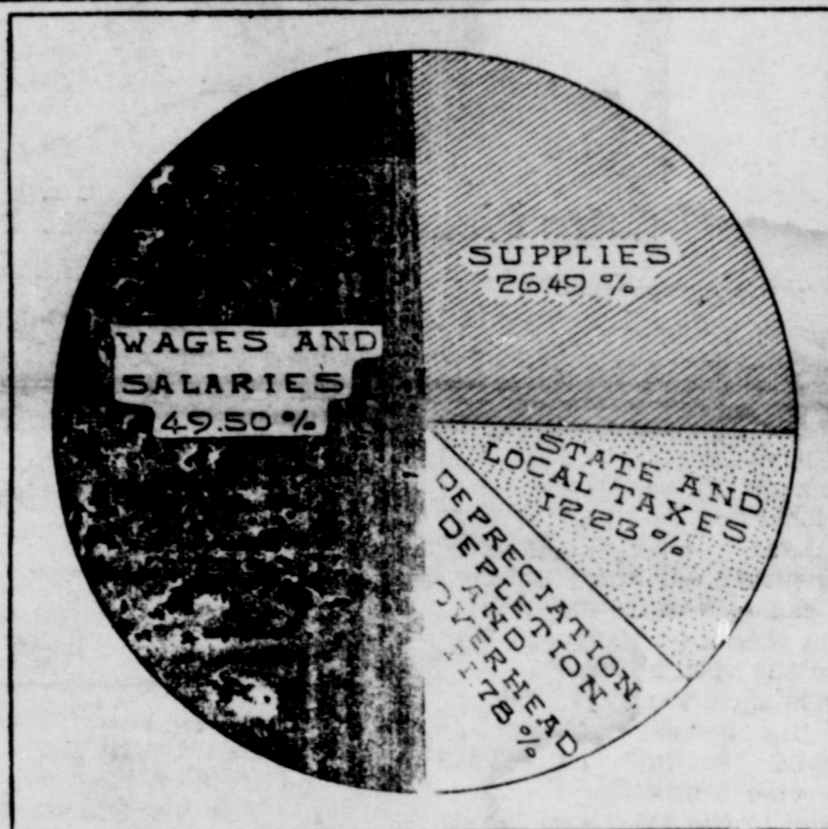 SUPPLIES
26.49 %
WAGES AND
SALARIES
49.50 %
STATE AND
LOCAL TAXES
12.23 %
DEPRECIATION
DEPLETION
AND
OVERHEAD
11.78 %